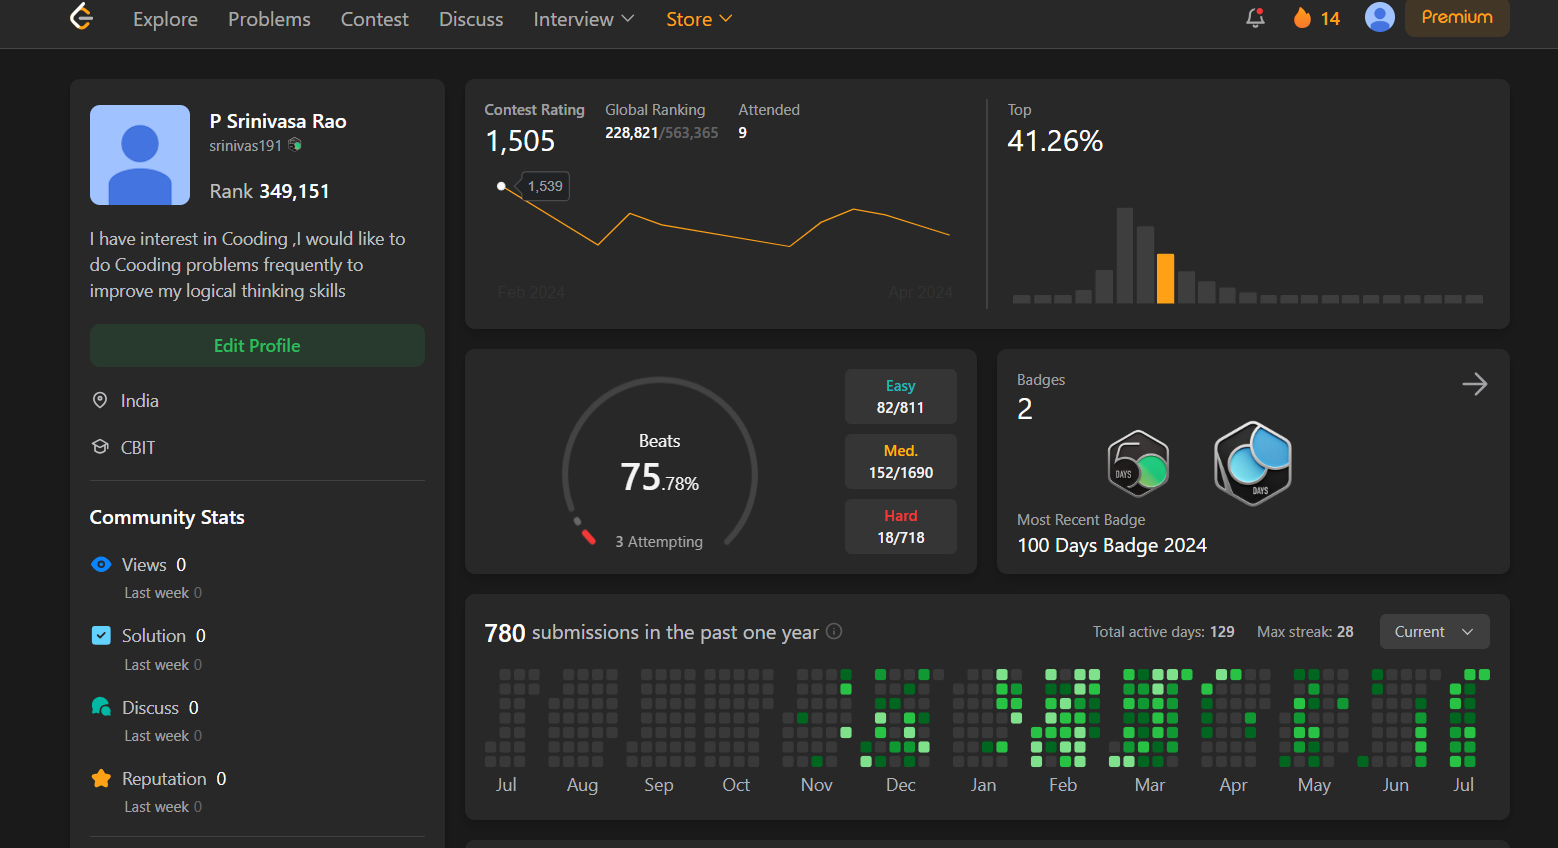 Explore Problems Contest Discuss Interview Store 14 Premium
P Srinivasa Rao
srinivas191
Rank 349,151
I have interest in Cooding ,I would like to
do Cooding problems frequently to
improve my logical thinking skills
Edit Profile
India
CBIT
Community Stats
Views 0
Last week 0
Solution 0
Last week 0
Discuss 0
Last week 0
Reputation 0
Last week 0
Contest Rating
1,505
Global Ranking
228,821/563,365
Attended
9
1,539
Feb 2024 Apr 2024
Top
41.26%
Beats
75.78%
3 Attempting
Easy
82/811
Med.
152/1690
Hard
18/718
Badges
2
DAYS
DAYS
Most Recent Badge
100 Days Badge 2024
780 submissions in the past one year
Total active days: 129 Max streak: 28 Current
Jul Aug Sep Oct Nov Dec Jan Feb Mar Apr May Jun Jul